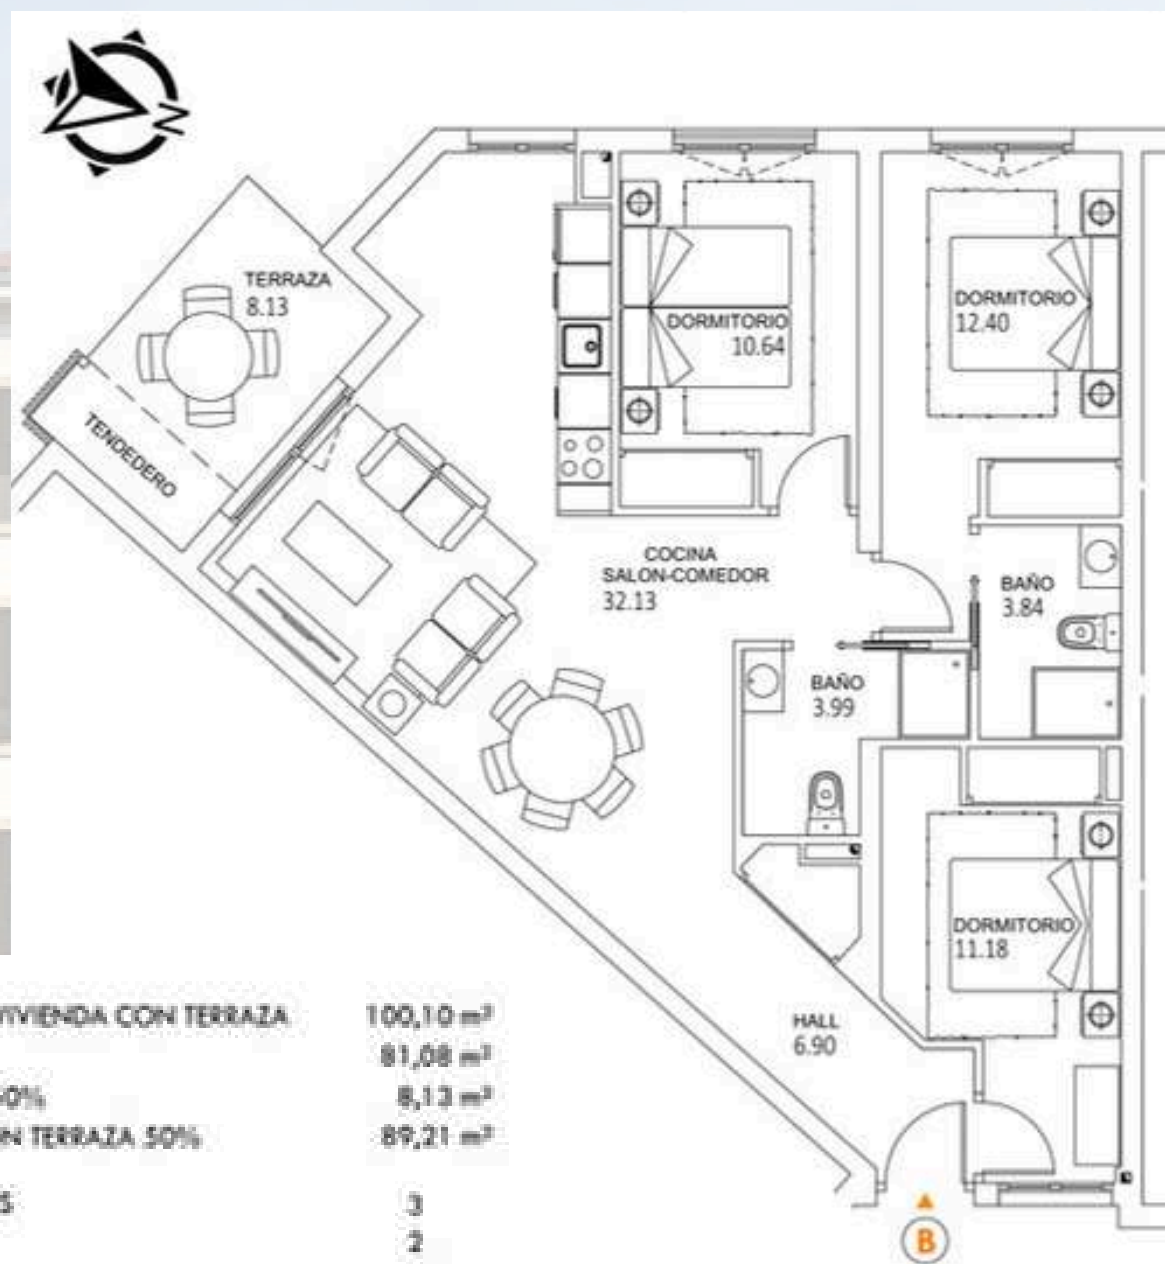 N
TERRAZA
8.13
TENDEDERO
DORMITORIO
10.64
DORMITORIO
12.40
COCINA
SALON-COMEDOR
32.13
BAÑO
3.84
BAÑO
3.99
DORMITORIO
11.18
HALL
6.90
B
VIVIENDA CON TERRAZA 100,10 m²
81,08 m²
50% 8,13 m²
TERRAZA 50% 89,21 m²
3
2